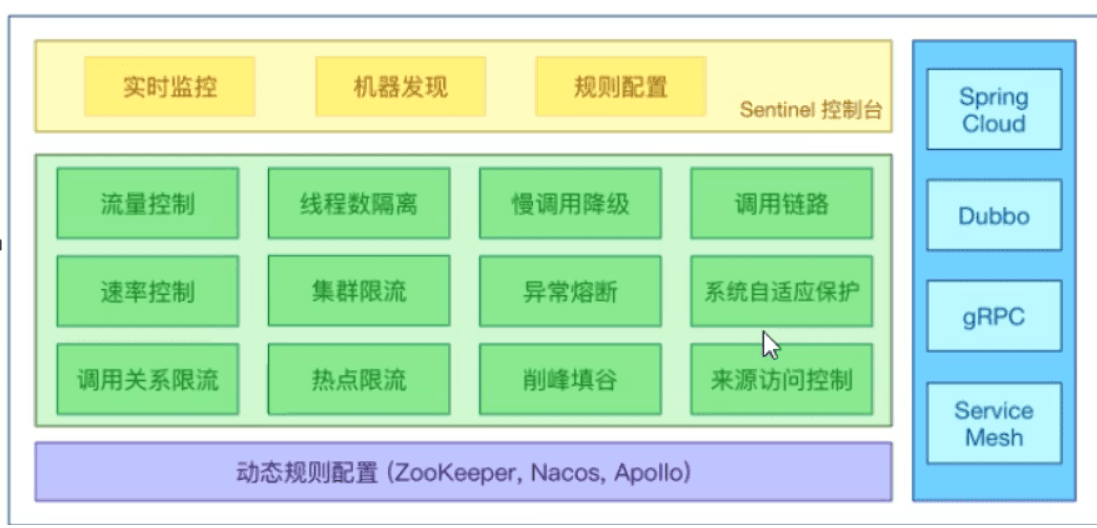 实时监控
机器发现
规则配置
Sentinel 控制台
流量控制
线程数隔离
慢调用降级
调用链路
速率控制
集群限流
异常熔断
系统自适应保护
调用关系限流
热点限流
削峰填谷
来源访问控制
动态规则配置 (ZooKeeper, Nacos, Apollo)
Spring
Cloud
Dubbo
gRPC
Service
Mesh